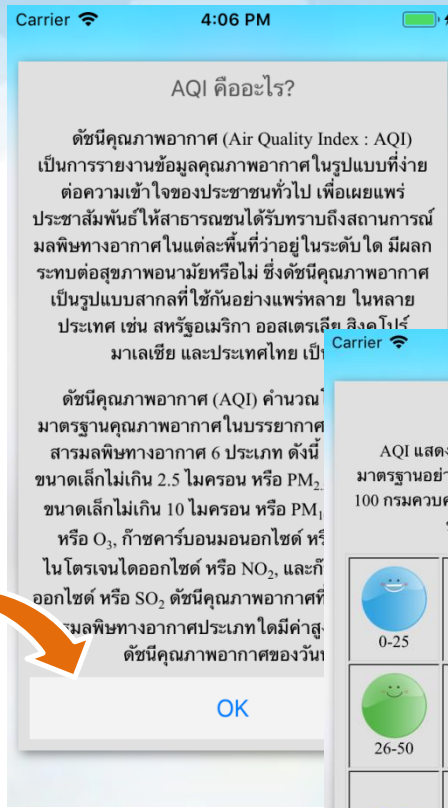 Carrier 4:06 PM
AQI คืออะไร?
ดัชนีคุณภาพอากาศ (Air Quality Index : AQI)
เป็นการรายงานข้อมูลคุณภาพอากาศในรูปแบบที่ง่าย
ต่อความเข้าใจของประชาชนทั่วไป เพื่อเผยแพร่
ประชาสัมพันธ์ให้สาธารณชนได้รับทราบถึงสถานการณ์
มลพิษทางอากาศในแต่ละพื้นที่ว่าอยู่ในระดับใด มีผลก
ระทบต่อสุขภาพอนามัยหรือไม่ ซึ่งดัชนีคุณภาพอากาศ
เป็นรูปแบบสากลที่ใช้กันอย่างแพร่หลาย ในหลาย
ประเทศ เช่น สหรัฐอเมริกา ออสเตรเลีย สิงคโปร์
มาเลเซีย และประเทศไทย
ดัชนีคุณภาพอากาศ (AQI) คำนวณ
มาตรฐานคุณภาพอากาศในบรรยากาศ
สารมลพิษทางอากาศ 6 ประเภท ดังนี้
ขนาดเล็กไม่เกิน 2.5 ไมครอน หรือ PM₂.
ขนาดเล็กไม่เกิน 10 ไมครอน หรือ PM₁
หรือ O₃, ก๊าซคาร์บอนมอนอกไซด์
ไนโตรเจนไดออกไซด์ หรือ NO₂,
ออกไซด์ หรือ SO₂ ดัชนีคุณภาพอากาศที่
รมลพิษทางอากาศประเภทใดมีค่าสูง
ดัชนีคุณภาพอากาศของวัน
OK
Carrier
AQI
มาตรฐาน
100
0-25
26-50